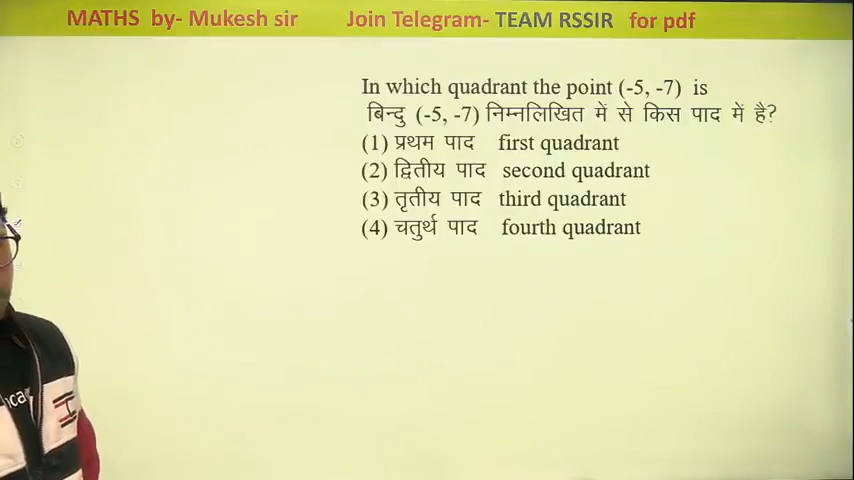 MATHS by- Mukesh sir Join Telegram- TEAM RSSIR for pdf
In which quadrant the point (-5, -7) is
बिन्दु (-5, -7) निम्नलिखित में से किस पाद में है?
(1) प्रथम पाद first quadrant
(2) द्वितीय पाद second quadrant
(3) तृतीय पाद third quadrant
(4) चतुर्थ पाद fourth quadrant